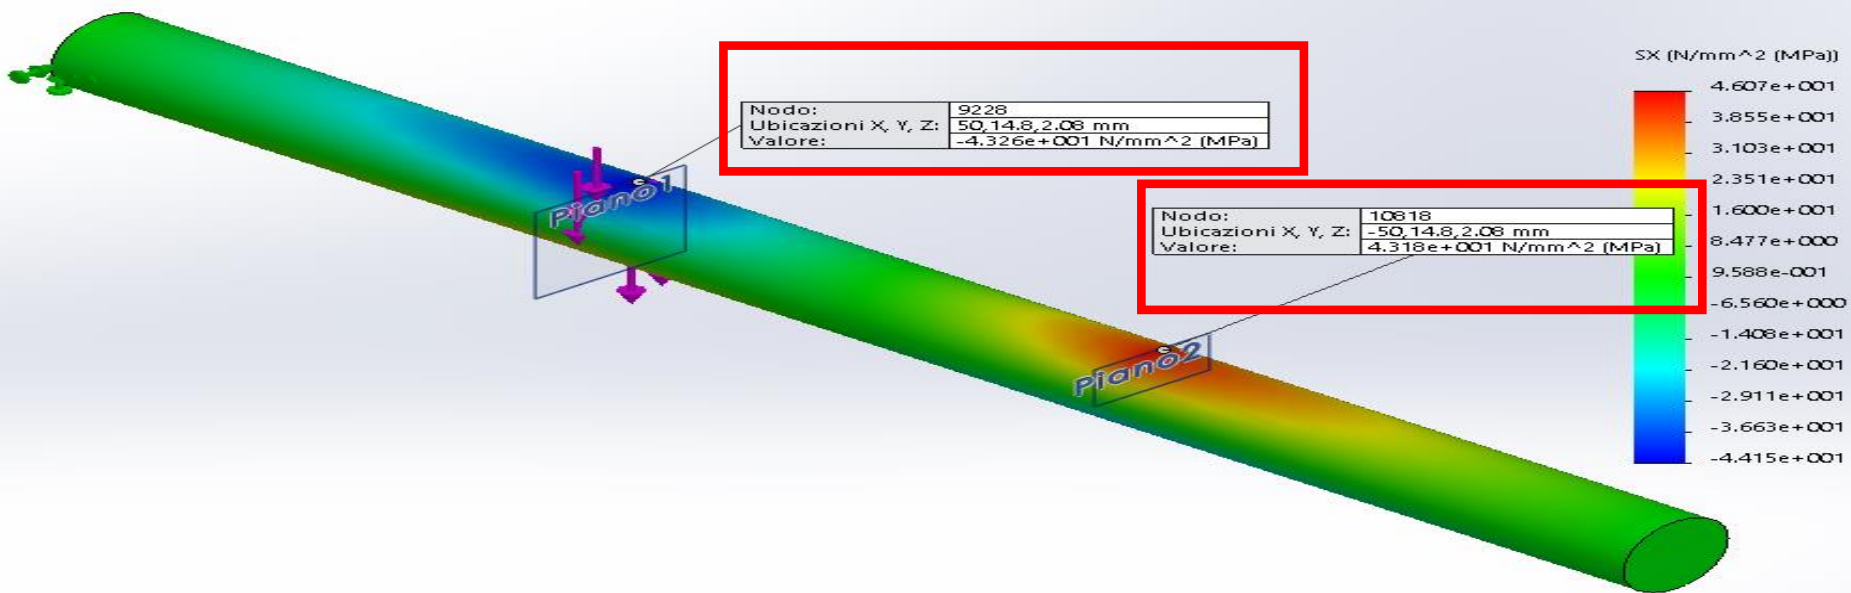 SX (N/mm^2 (MPa))
4.607e+001
3.855e+001
3.103e+001
2.351e+001
1.600e+001
8.477e+000
9.588e-001
-6.560e+000
-1.408e+001
-2.160e+001
-2.911e+001
-3.663e+001
-4.415e+001
Nodo: 9228
Ubicazioni X, Y, Z: 50,14.8,2.08 mm
Valore: -4.326e+001 N/mm^2 (MPa)
Piano1
Nodo: 10818
Ubicazioni X, Y, Z: -50,14.8,2.08 mm
Valore: 4.318e+001 N/mm^2 (MPa)
Piano2